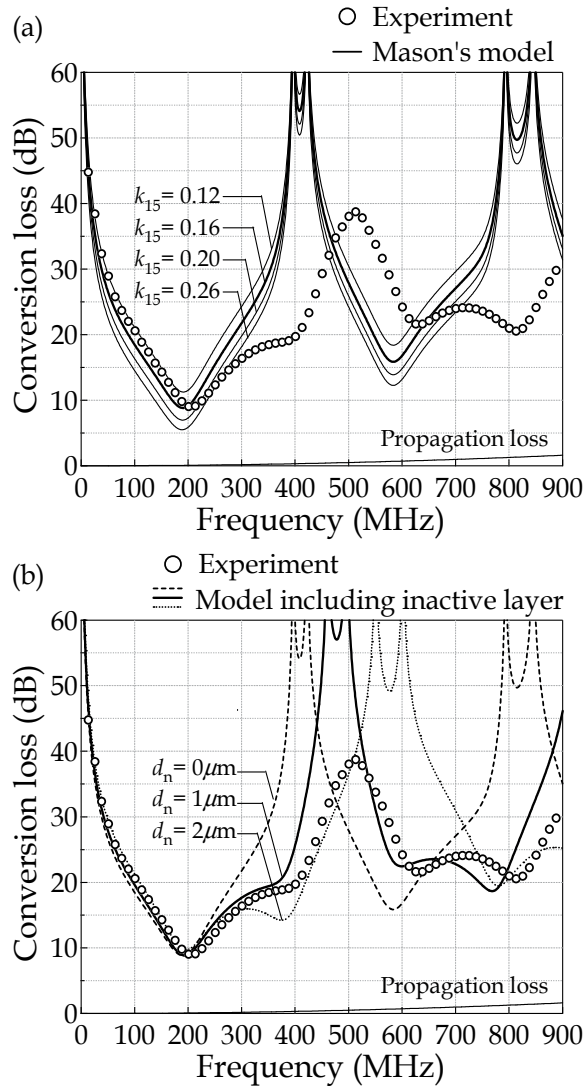 (a)
Experiment
Mason's model
60
50
40
30
20
10
0
Conversion loss (dB)
k15= 0.12
k15= 0.16
k15= 0.20
k15= 0.26
Propagation loss
0 100 200 300 400 500 600 700 800 900
Frequency (MHz)
(b)
Experiment
Model including inactive layer
60
50
40
30
20
10
0
Conversion loss (dB)
dn= 0μm
dn= 1μm
dn= 2μm
Propagation loss
0 100 200 300 400 500 600 700 800 900
Frequency (MHz)